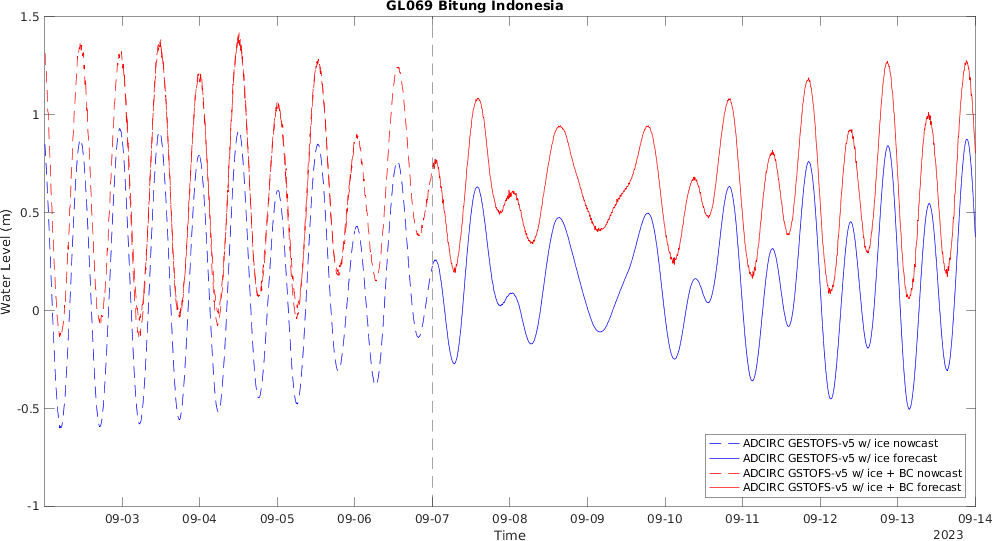 GL069 Bitung Indonesia
1.5
1
0.5
0
-0.5
-1
Water Level (m)
ADCIRC GESTOFS-v5 w/ ice nowcast
ADCIRC GESTOFS-v5 w/ ice forecast
ADCIRC GSTOFS-v5 w/ ice + BC nowcast
ADCIRC GSTOFS-v5 w/ ice + BC forecast
09-03 09-04 09-05 09-06 09-07 09-08 09-09 09-10 09-11 09-12 09-13 09-14
Time
2023